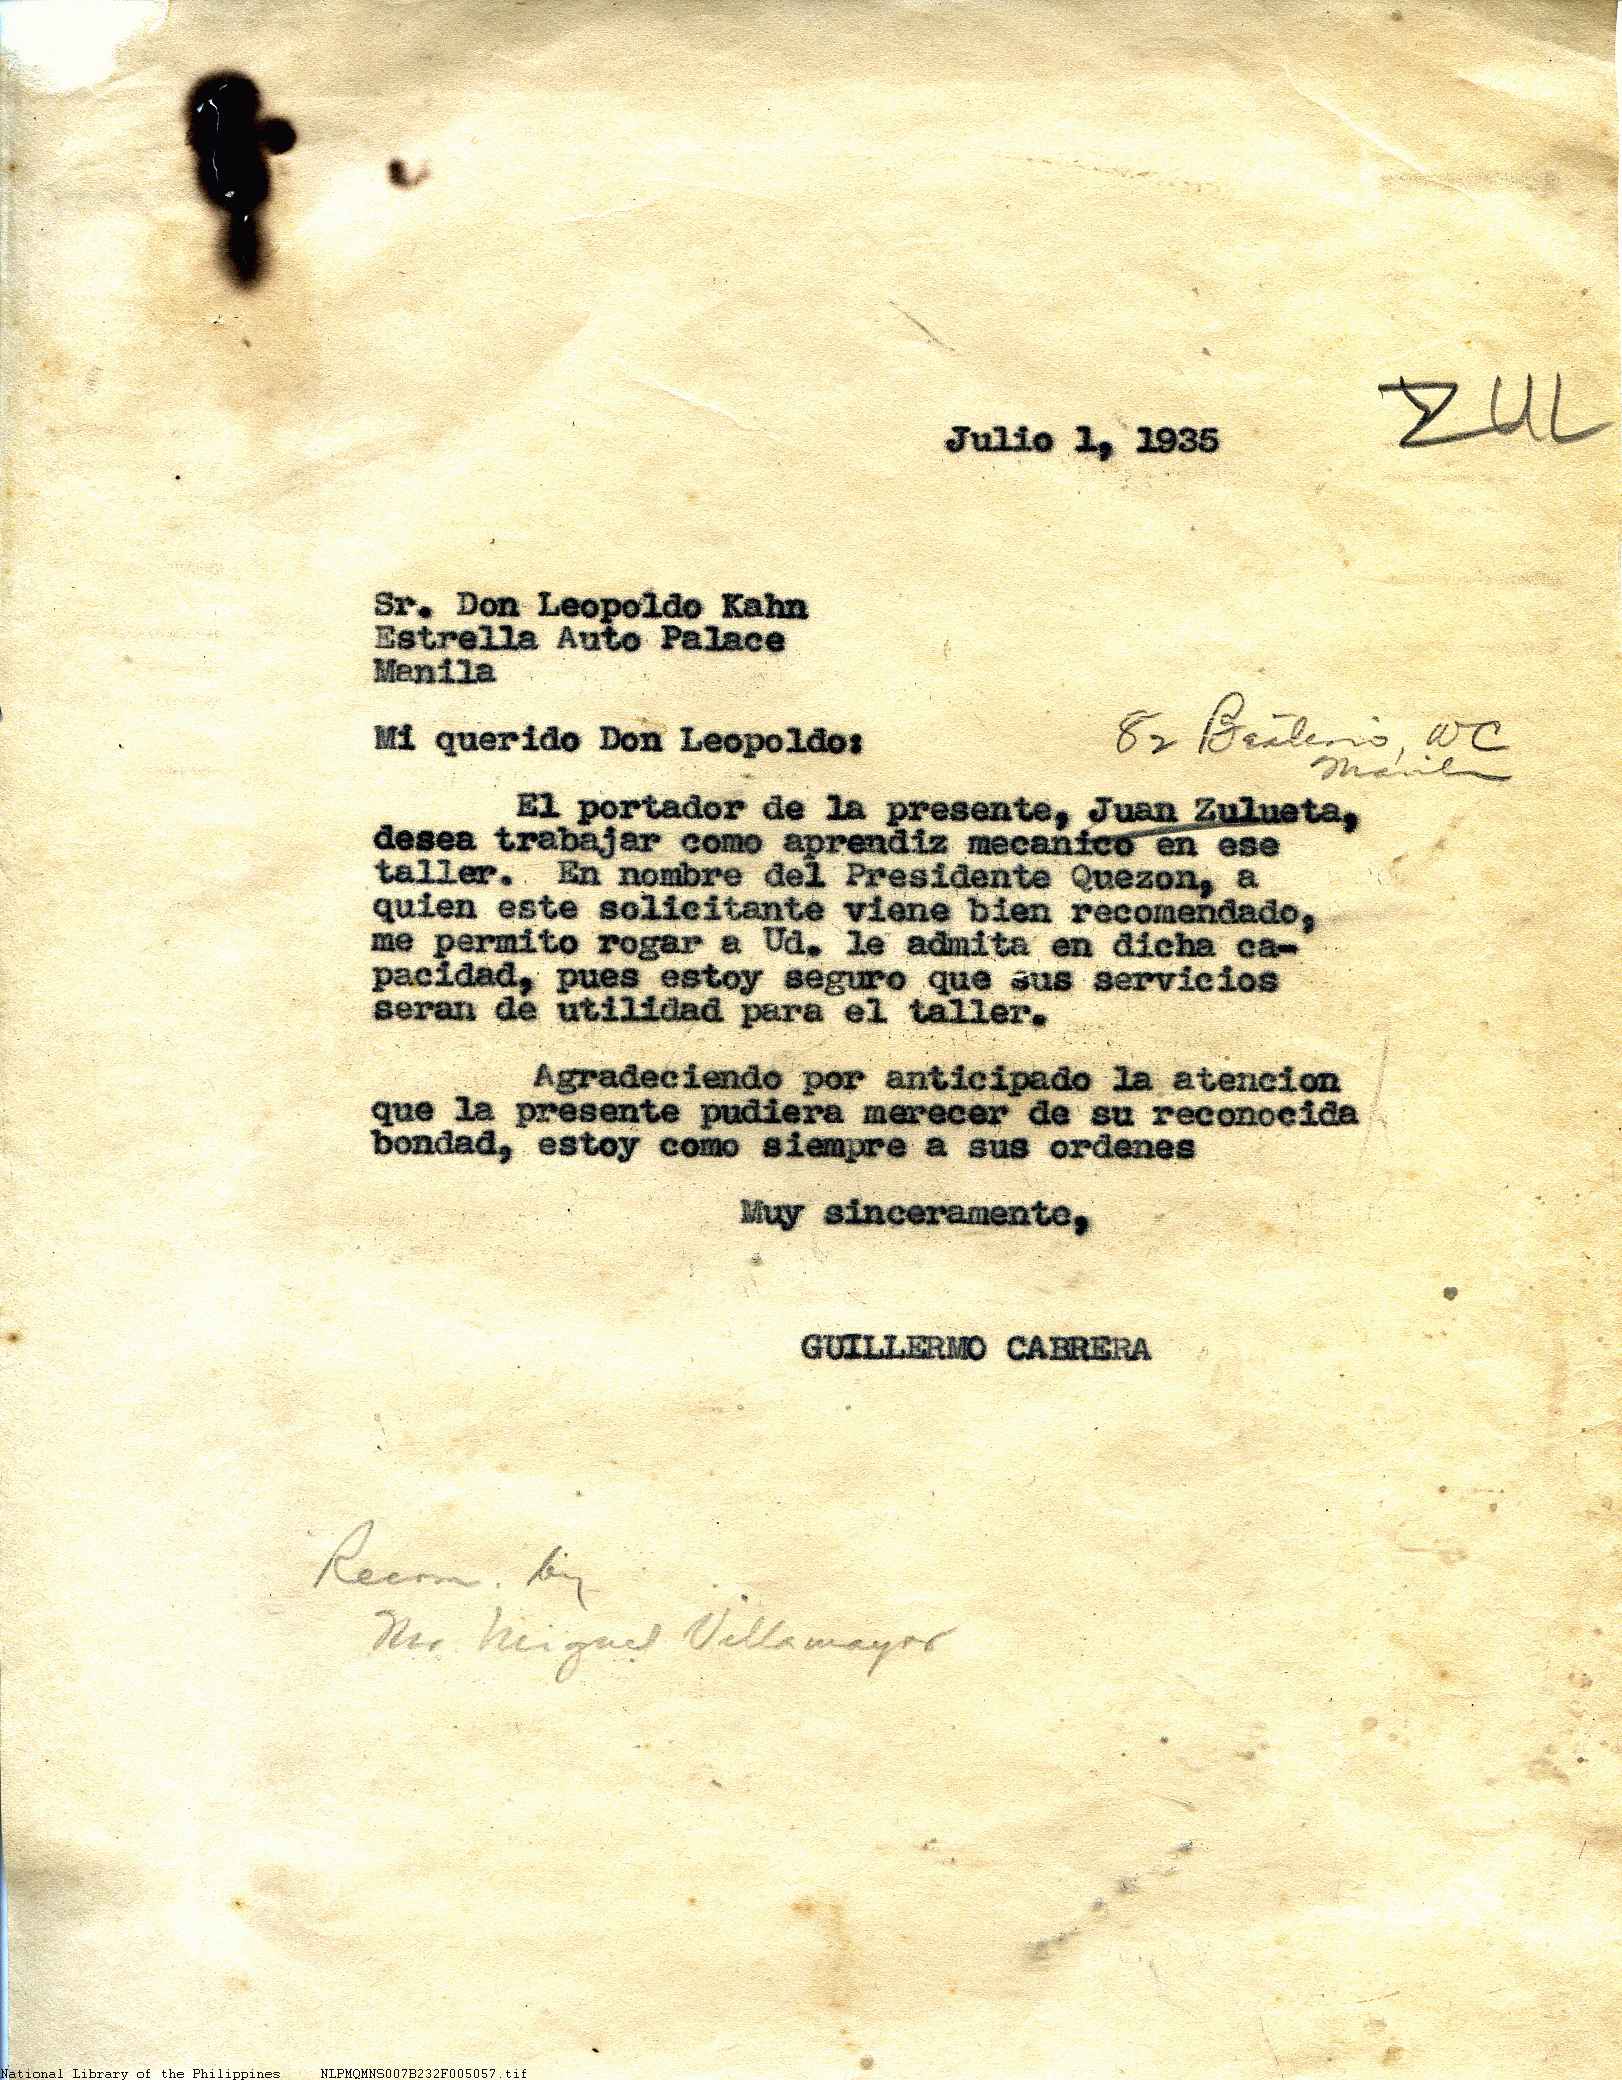 ZUL
Julio 1, 1935
Sr. Don Leopoldo Kahn
Estrella Auto Palace
Manila
Mi querido Don Leopoldo:
82 Beaterio, WC
Manila
El portador de la presente, Juan Zulueta,
desea trabajar como aprendiz mecanico en ese
taller. En nombre del Presidente Quezon, a
quien este solicitante viene bien recomendado,
me permito rogar a Ud. le admita en dicha ca-
pacidad, pues estoy seguro que sus servicios
seran de utilidad para el taller.
Agradeciendo por anticipado la atencion
que la presente pudiera merecer de su reconocida
bondad, estoy como siempre a sus ordenes
Muy sinceramente,
GUILLERMO CABRERA
Recom. by
Mr. Miguel Villamayor
National Library of the Philippines NLPMQMNS007B232F005057.tif